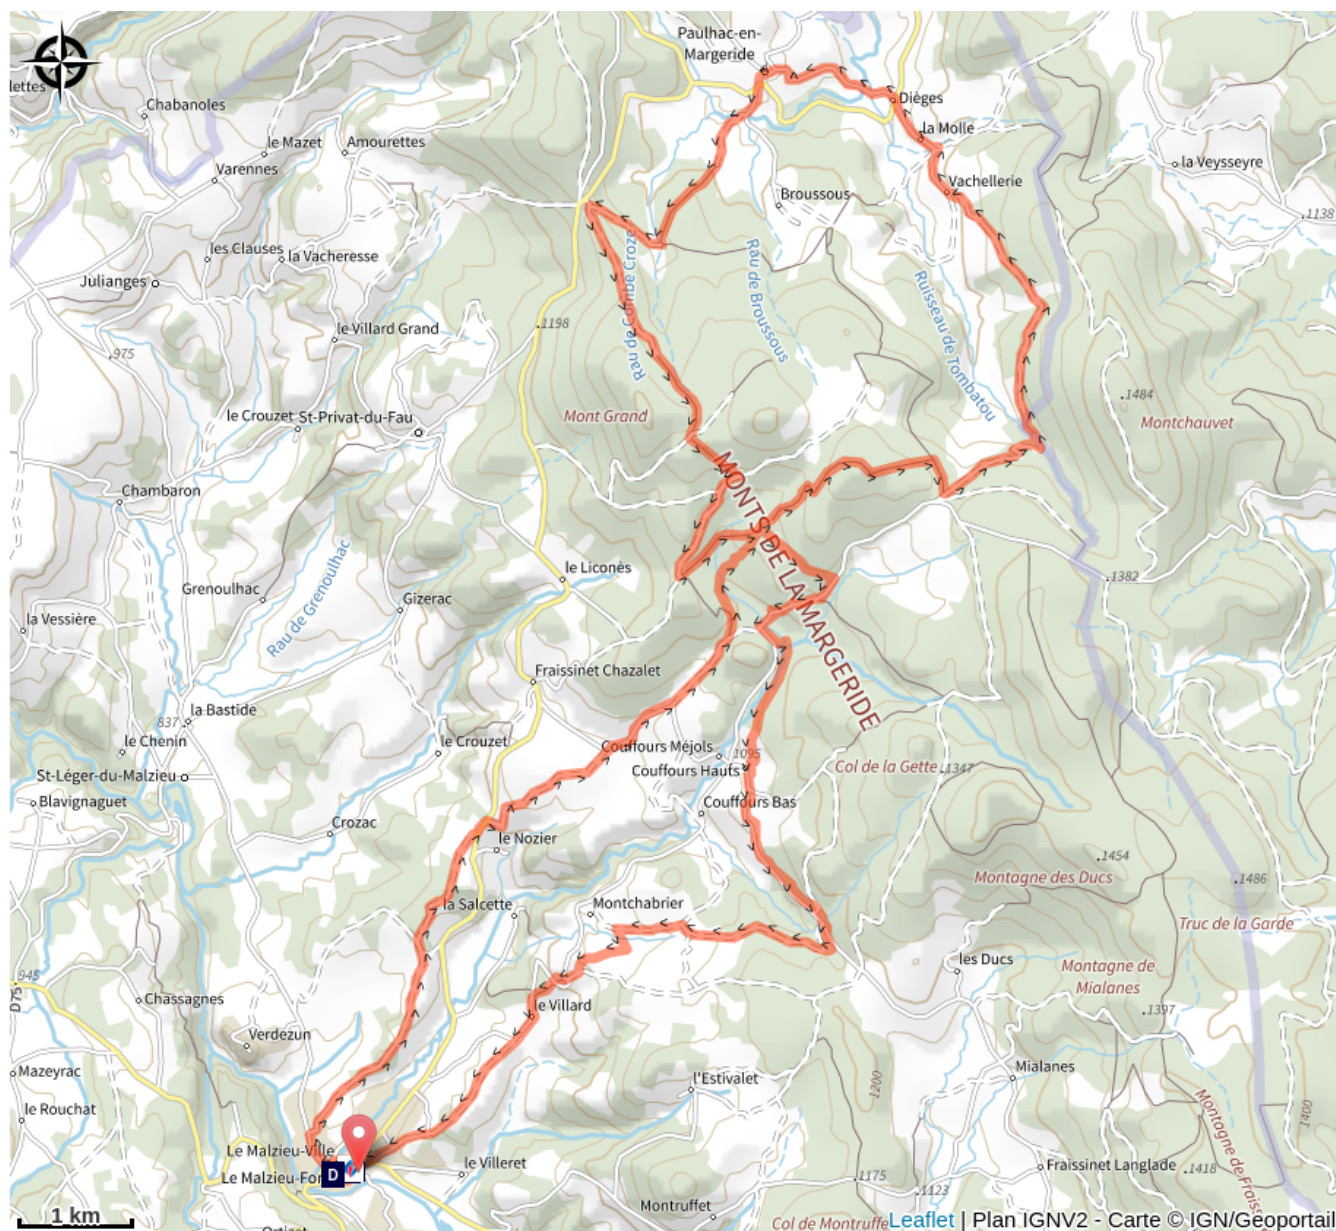 Paulhac-en-
Margeride
lettes
Chabanoles
Dièges
la Molle
le Mazet
Amourettes
Varennes
la Veysseyre
Vachellerie
Broussous
1138
les Clauses
la Vacheresse
Julianges
Rau de Combe Croze
Rau de Broussous
Ruisseau de Tombatou
le Villard Grand
1198
975
1484
le Crouzet
St-Privat-du-Fau
Mont Grand
Montchauvet
Chambaron
MONTS DE LA MARGERIDE
Rau de Grenoulhac
le Liconès
1382
Grenoulhac
Gizerac
la Vessière
Fraissinet Chazalet
la Bastide
837
le Chenin
le Crouzet
Couffours Méjols
1095
St-Léger-du-Malzieu
Couffours Hauts
Col de la Gette
1347
Blavignaguet
Couffours Bas
Crozac
le Nozier
1454
Montagne des Ducs
1486
la Salcette
Montchabrier
Truc de la Garde
les Ducs
Montagne de
Mialanes
945
D75
Chassagnes
le Villard
1397
Verdezun
Mazeyrac
l'Estivalet
Mialanes
1200
le Rouchat
1400
Montagne de Fraiss
Le Malzieu-Ville
le Villeret
Fraissinet Langlade
1418
Le Malzieu-For
D
1175
1123
Montruffet
Col de Montruffe
1 km
Leaflet | Plan IGNV2 - Carte © IGN/Geoportail